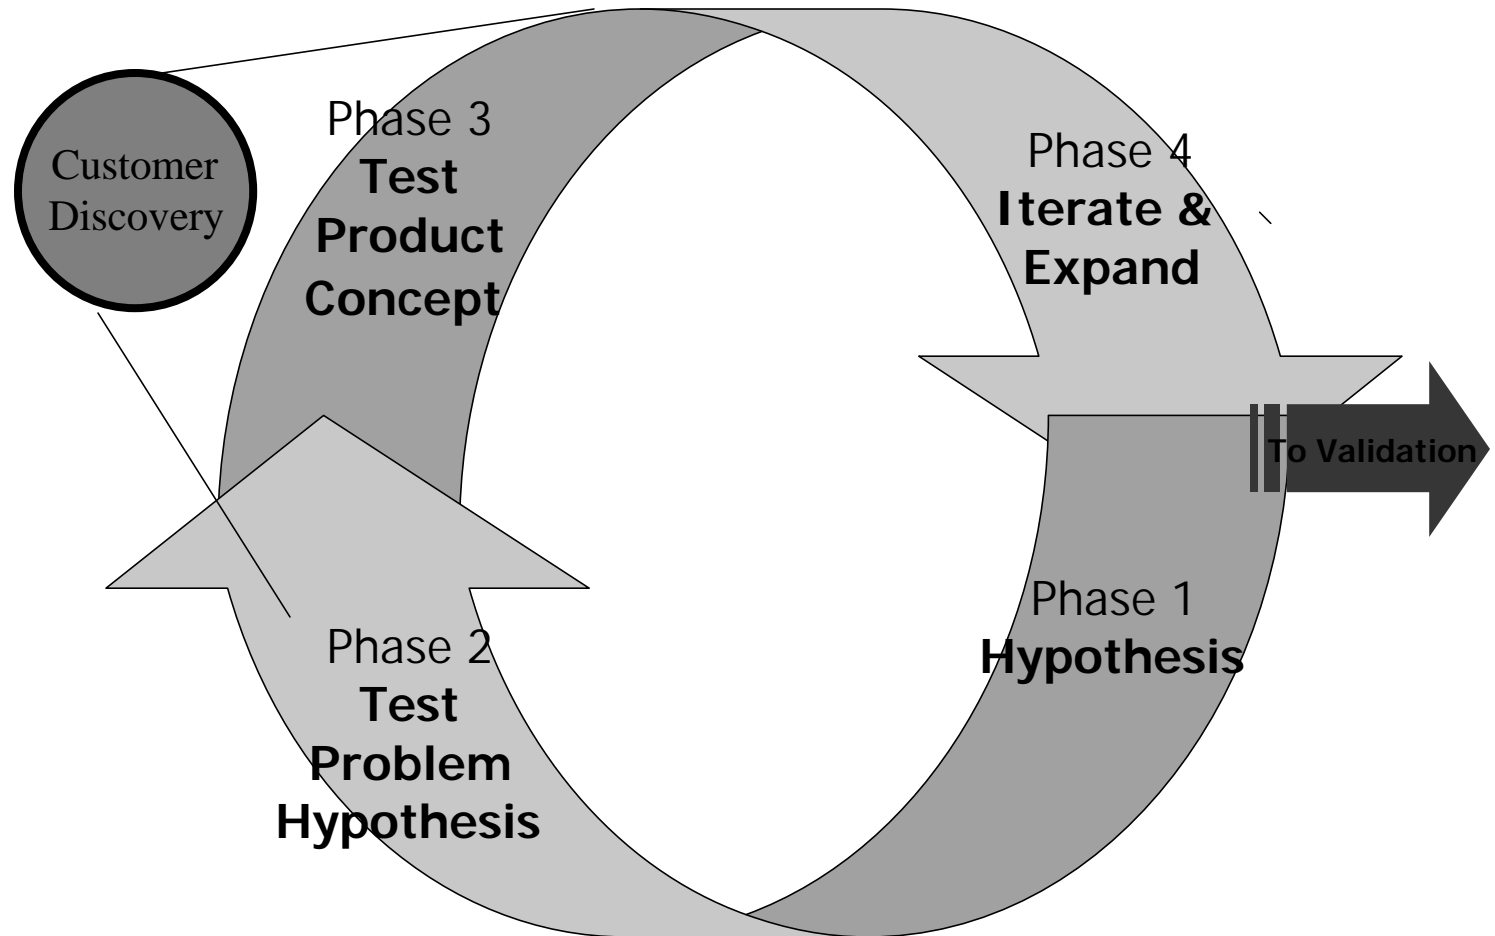 Customer
Discovery
Phase 3
Test
Product
Concept
Phase 4
Iterate &
Expand
To Validation
Phase 1
Hypothesis
Phase 2
Test
Problem
Hypothesis